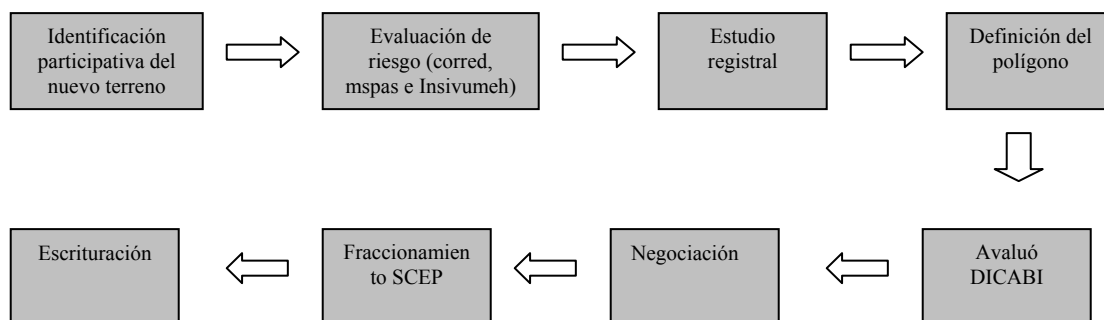 Identificación
participativa del
nuevo terreno
Evaluación de
riesgo (corred,
mspas e Insivumeh)
Estudio
registral
Definición del
polígono
Avaluó
DICABI
Negociación
Fraccionamien
to SCEP
Escrituración